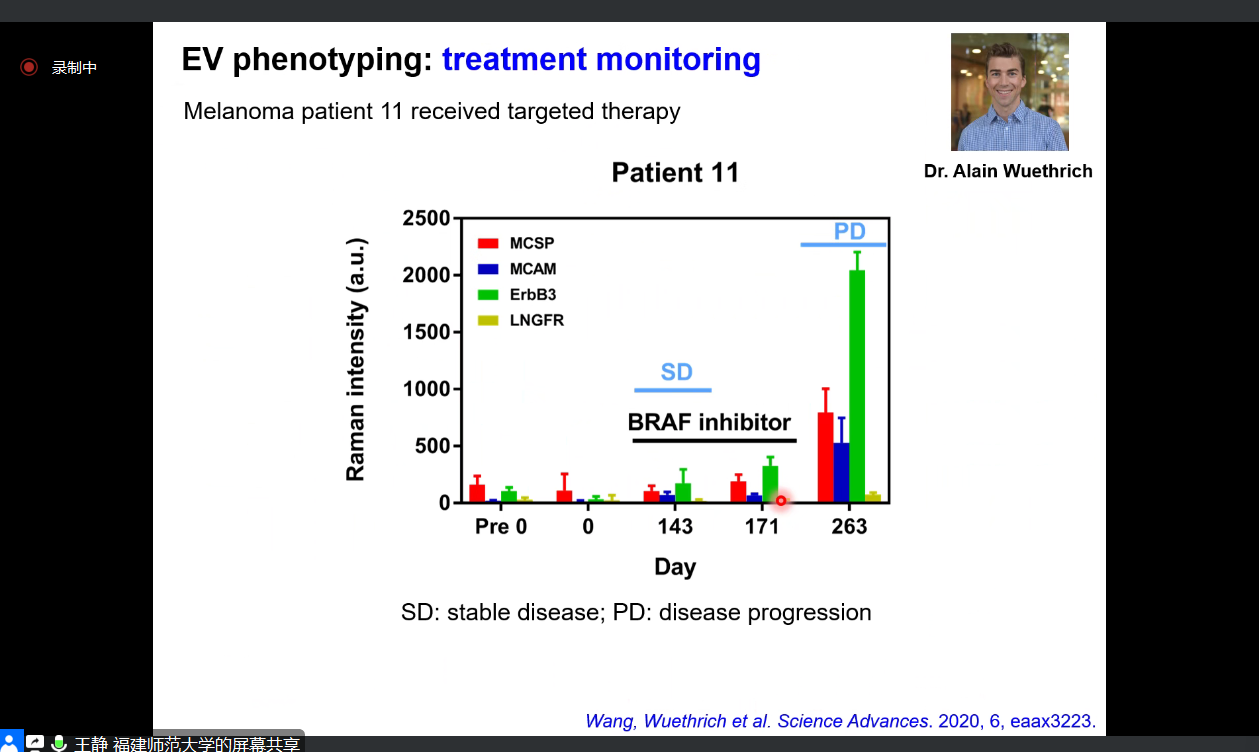 录制中
EV phenotyping: treatment monitoring
Melanoma patient 11 received targeted therapy
Dr. Alain Wuethrich
Patient 11
Raman intensity (a.u.)
2500
2000
1500
1000
500
0
MCSP
MCAM
ErbB3
LNGFR
PD
SD
BRAF inhibitor
Pre 0 0 143 171 263
Day
SD: stable disease; PD: disease progression
Wang, Wuethrich et al. Science Advances. 2020, 6, eaax3223.
王静 福建师范大学的屏幕共享